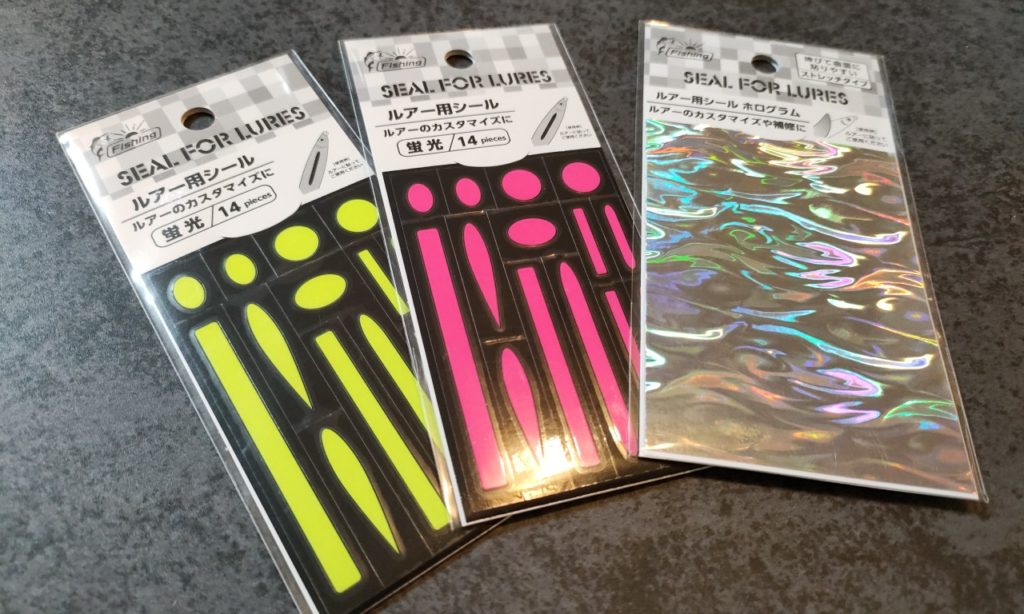 Fishing
SEAL FOR LURES
ルアー用シール
ルアーのカスタマイズに
蛍光 14 pieces
Fishing
SEAL FOR LURES
ルアー用シール
ルアーのカスタマイズに
蛍光 14 pieces
Fishing
伸びて曲面に
貼りやすい
ストレッチタイプ
SEAL FOR LURES
ルアー用シール ホログラム
ルアーのカスタマイズや補修に